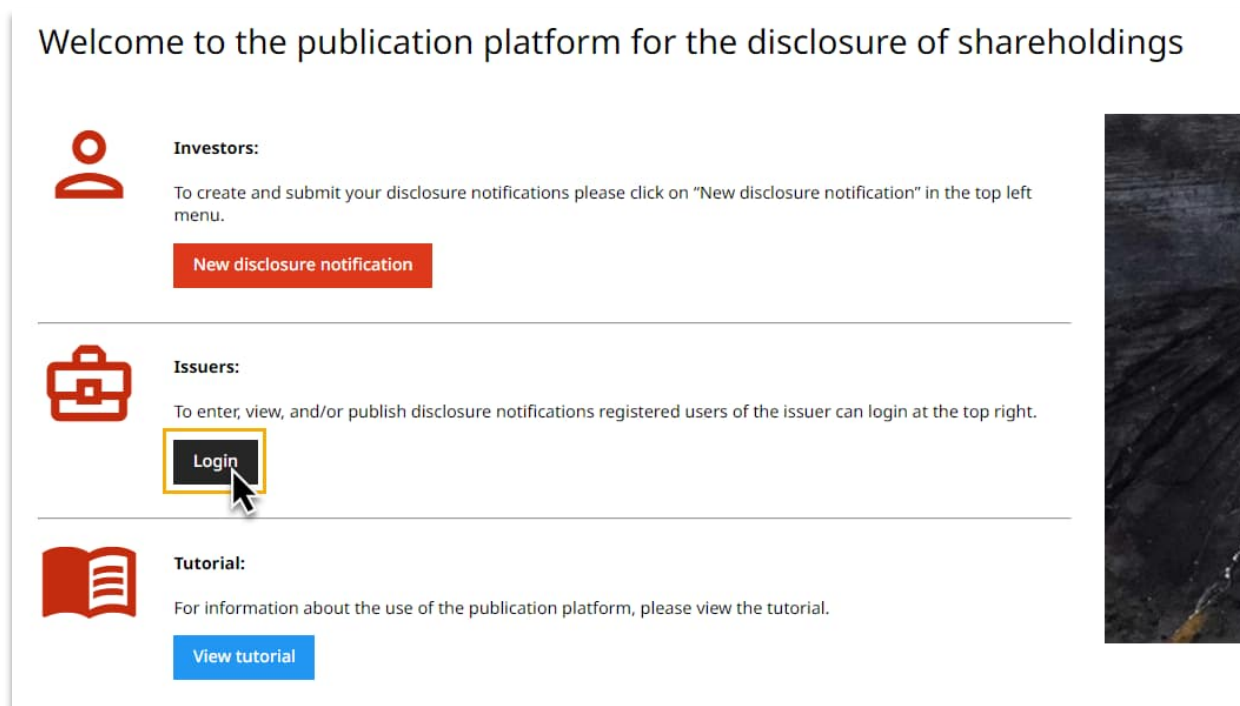 Welcome to the publication platform for the disclosure of shareholdings
Investors:
To create and submit your disclosure notifications please click on “New disclosure notification” in the top left
menu.
New disclosure notification
Issuers:
To enter, view, and/or publish disclosure notifications registered users of the issuer can login at the top right.
Login
Tutorial:
For information about the use of the publication platform, please view the tutorial.
View tutorial